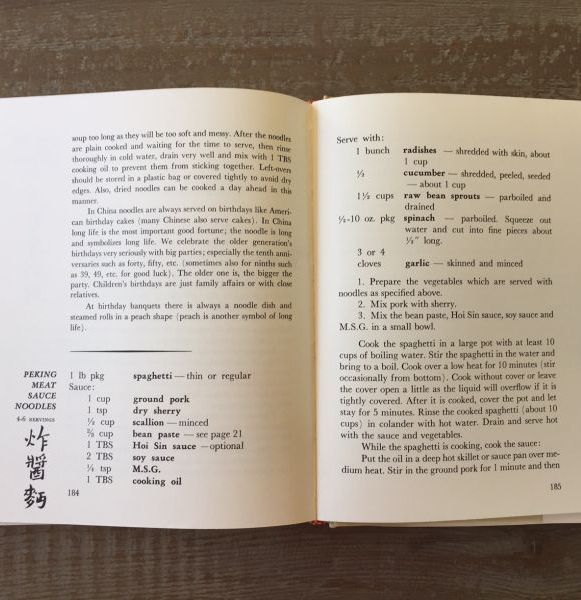 soup too long as they will be too soft and messy. After the noodles
are plain cooked and waiting for the time to serve, then rinse
thoroughly in cold water, drain very well and mix with 1 TBS
cooking oil to prevent them from sticking together. Left-overs
should be stored in a plastic bag or covered tightly to avoid dry
edges. Also, dried noodles can be cooked a day ahead in this
manner.
In China noodles are always served on birthdays like Ameri-
can birthday cakes (many Chinese also serve cakes). In China
long life is the most important good fortune; the noodle is long
and symbolizes long life. We celebrate the older generation's
birthdays very seriously with big parties; especially the tenth anni-
versaries such as forty, fifty, etc. (sometimes also for ninths such
as 39, 49, etc. for good luck). The older one is, the bigger the
party. Children's birthdays are just family affairs or with close
relatives.
At birthday banquets there is always a noodle dish and
steamed rolls in a peach shape (peach is another symbol of long
life).
PEKING
MEAT
SAUCE
NOODLES
4-6 SERVINGS
炸
醬
麪
1 lb pkg spaghetti — thin or regular
Sauce:
1 cup ground pork
1 tsp dry sherry
½ cup scallion — minced
⅔ cup bean paste — see page 21
1 TBS Hoi Sin sauce — optional
2 TBS soy sauce
¼ tsp M.S.G.
1 TBS cooking oil
184
Serve with:
1 bunch radishes — shredded with skin, about
1 cup
cucumber — shredded, peeled, seeded
— about 1 cup
1½ cups raw bean sprouts — parboiled and
drained
½-10 oz. pkg spinach — parboiled. Squeeze out
water and cut into fine pieces about
long.
3 or 4
cloves garlic — skinned and minced
1. Prepare the vegetables which are served with
noodles as specified above.
2. Mix pork with sherry.
3. Mix the bean paste, Hoi Sin sauce, soy sauce and
M.S.G. in a small bowl.
Cook the spaghetti in a large pot with at least 10
cups of boiling water. Stir the spaghetti in the water and
bring to a boil. Cook over a low heat for 10 minutes (stir
occasionally from bottom). Cook without cover or leave
the cover open a little as the liquid will overflow if it is
tightly covered. After it is cooked, cover the pot and let
stay for 5 minutes. Rinse the cooked spaghetti (about 10
cups) in colander with hot water. Drain and serve hot
with the sauce and vegetables.
While the spaghetti is cooking, cook the sauce:
Put the oil in a deep hot skillet or sauce pan over me-
dium heat. Stir in the ground pork for 1 minute and then
185